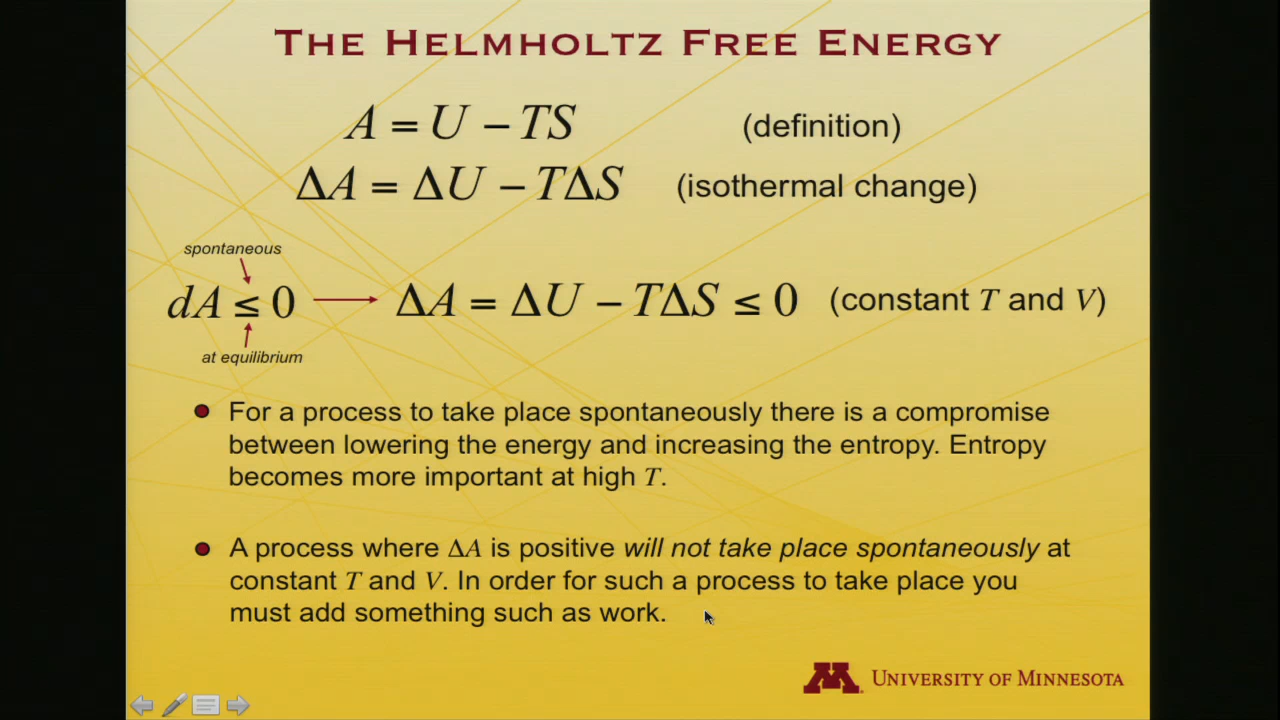 THE HELMHOLTZ FREE ENERGY
A = U − TS (definition)
ΔA = ΔU − TΔS (isothermal change)
spontaneous
dA ≤ 0 → ΔA = ΔU − TΔS ≤ 0 (constant T and V)
at equilibrium
For a process to take place spontaneously there is a compromise
between lowering the energy and increasing the entropy. Entropy
becomes more important at high T.
A process where ΔA is positive will not take place spontaneously at
constant T and V. In order for such a process to take place you
must add something such as work.
M UNIVERSITY OF MINNESOTA